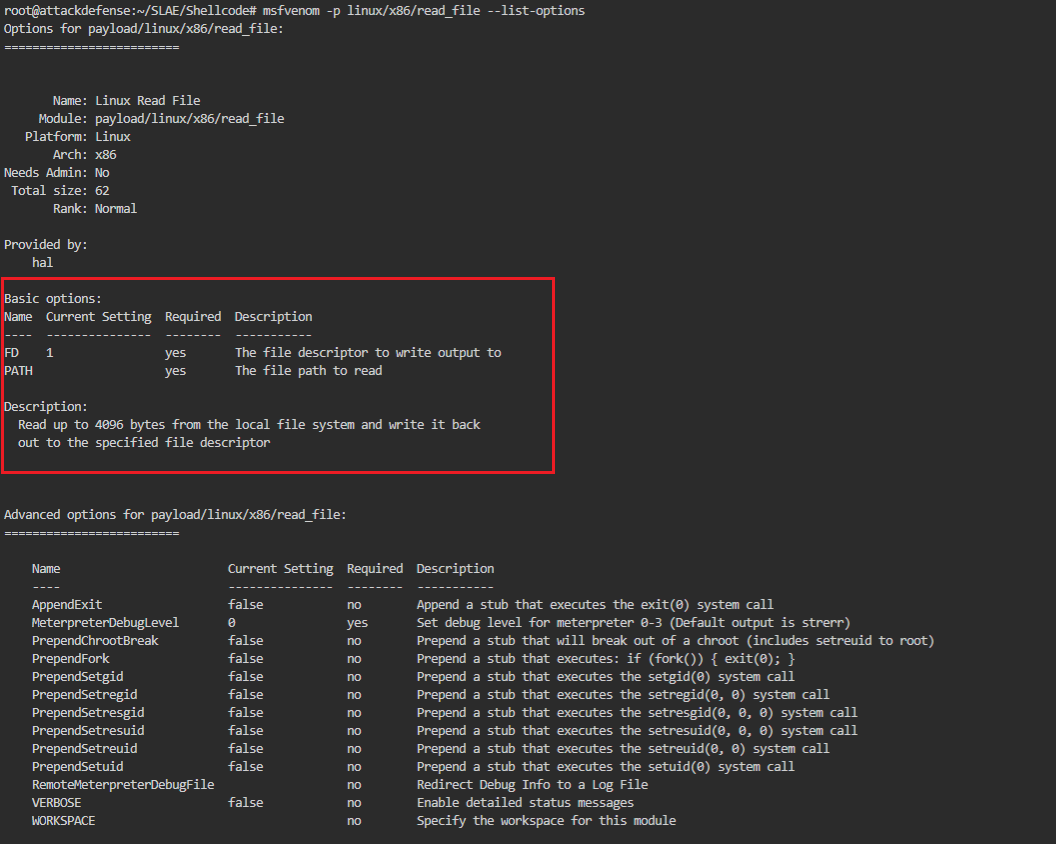 root@attackdefense:~/SLAE/Shellcode# msfvenom -p linux/x86/read_file --list-options
Options for payload/linux/x86/read_file:
=========================
Name: Linux Read File
Module: payload/linux/x86/read_file
Platform: Linux
Arch: x86
Needs Admin: No
Total size: 62
Rank: Normal
Provided by:
hal
Basic options:
Name  Current Setting  Required  Description
----  ---------------  --------  -----------
FD    1                yes       The file descriptor to write output to
PATH                   yes       The file path to read
Description:
Read up to 4096 bytes from the local file system and write it back
out to the specified file descriptor
Advanced options for payload/linux/x86/read_file:
=========================
Name                        Current Setting  Required  Description
----                        ---------------  --------  -----------
AppendExit                  false            no        Append a stub that executes the exit(0) system call
MeterpreterDebugLevel       0                yes       Set debug level for meterpreter 0-3 (Default output is strerr)
PrependChrootBreak          false            no        Prepend a stub that will break out of a chroot (includes setreuid to root)
PrependFork                 false            no        Prepend a stub that executes: if (fork()) { exit(0); }
PrependSetgid               false            no        Prepend a stub that executes the setgid(0) system call
PrependSetregid             false            no        Prepend a stub that executes the setregid(0, 0) system call
PrependSetresgid            false            no        Prepend a stub that executes the setresgid(0, 0, 0) system call
PrependSetresuid            false            no        Prepend a stub that executes the setresuid(0, 0, 0) system call
PrependSetreuid             false            no        Prepend a stub that executes the setreuid(0, 0) system call
PrependSetuid               false            no        Prepend a stub that executes the setuid(0) system call
RemoteMeterpreterDebugFile                   no        Redirect Debug Info to a Log File
VERBOSE                     false            no        Enable detailed status messages
WORKSPACE                                    no        Specify the workspace for this module